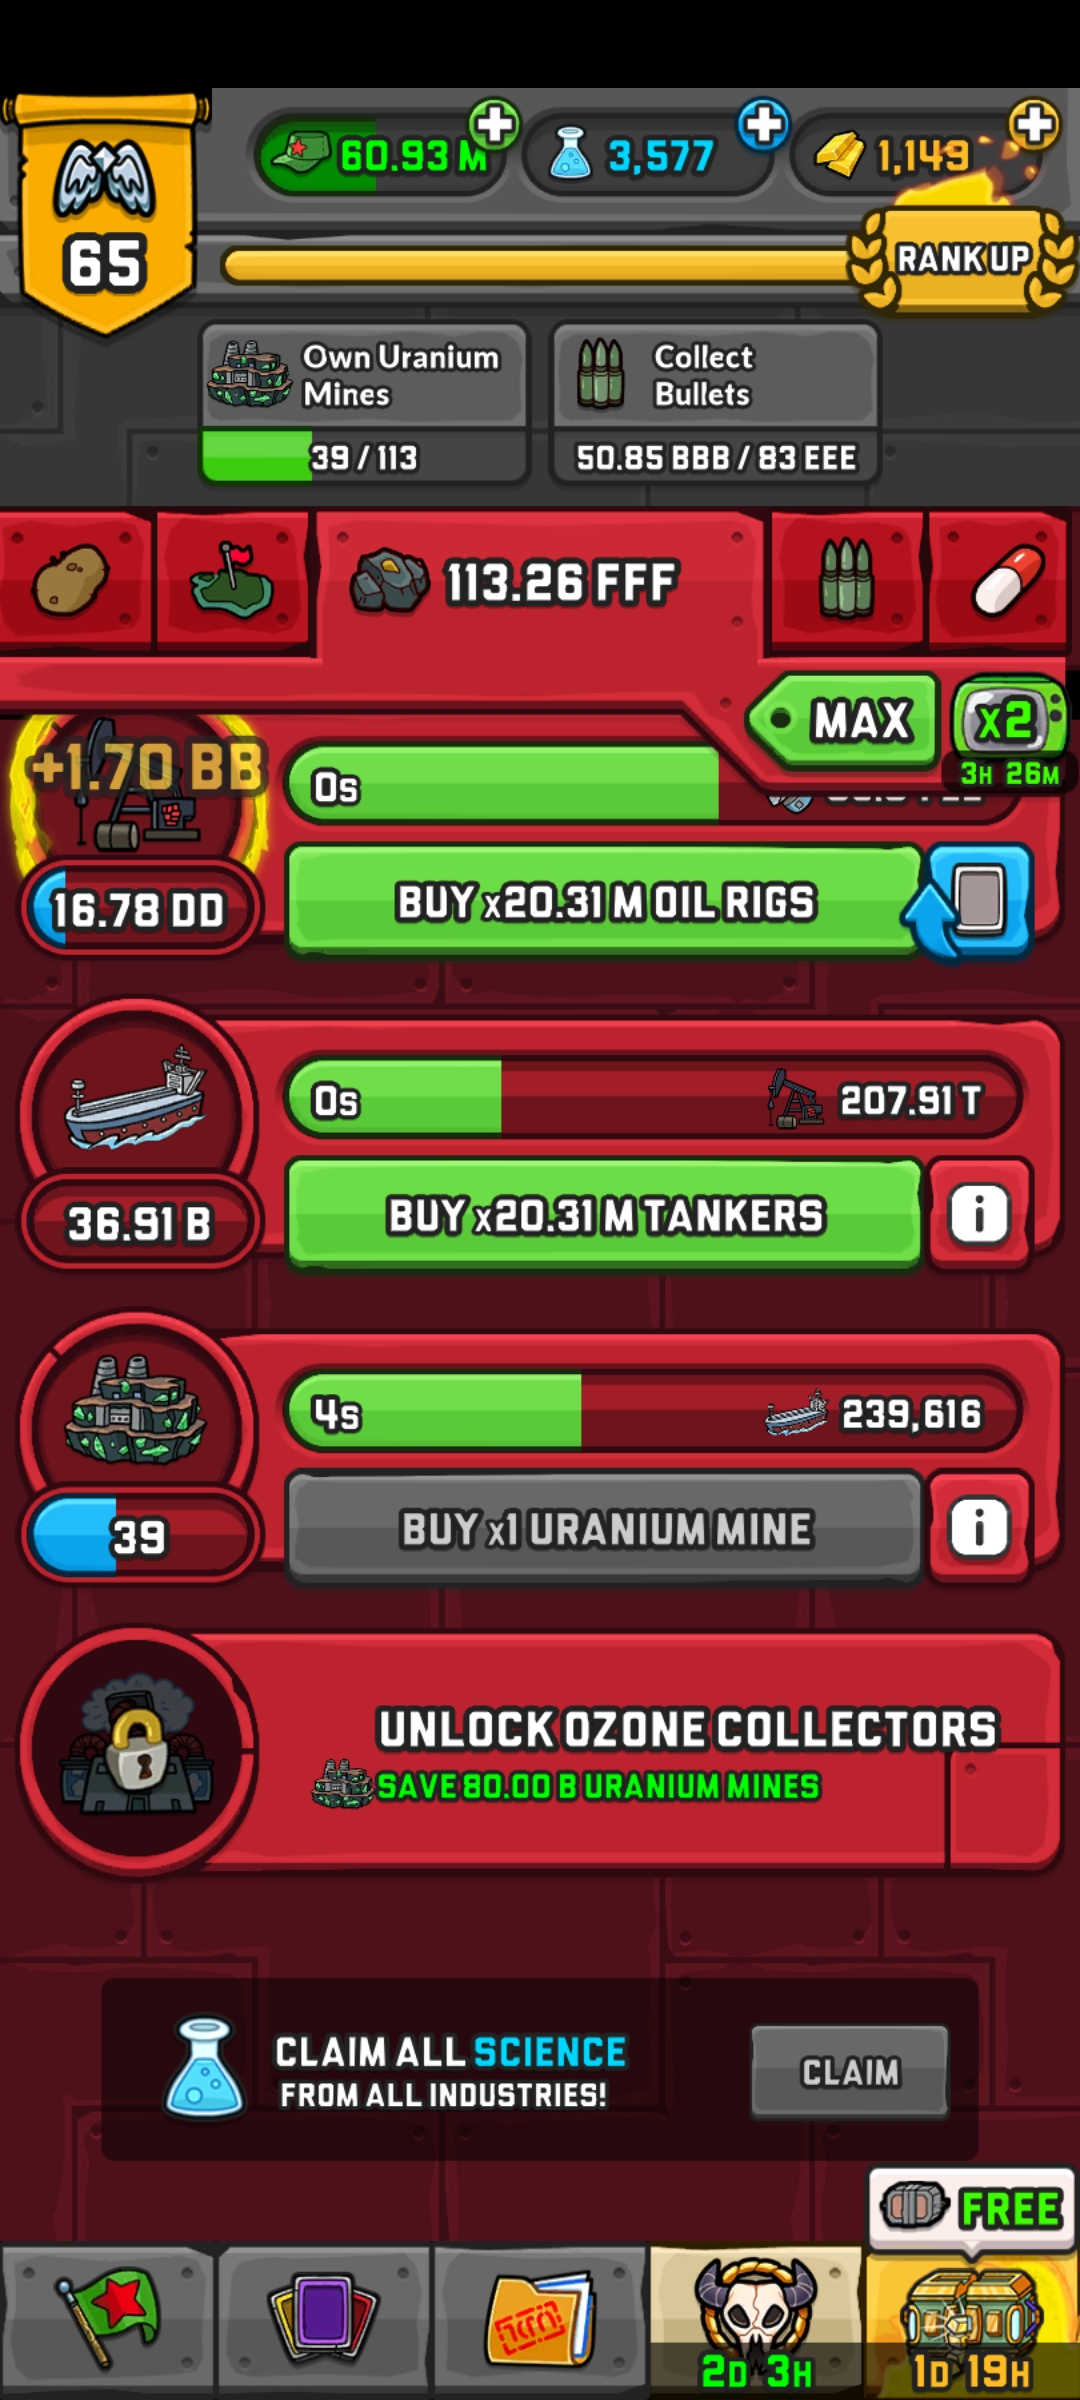 60.93 M
3,577
1,149
65
RANK UP
Own Uranium
Mines
39 / 113
Collect
Bullets
50.85 BBB / 83 EEE
113.26 FFF
MAX
X2
3H 26M
+1.70 BB
0s
16.78 DD
BUY x20.31 M OIL RIGS
0s
207.91 T
36.91 B
BUY x20.31 M TANKERS
i
4s
239,616
39
BUY x1 URANIUM MINE
i
UNLOCK OZONE COLLECTORS
SAVE 80.00 B URANIUM MINES
CLAIM ALL SCIENCE
FROM ALL INDUSTRIES!
CLAIM
FREE
2D 3H
1D 19H